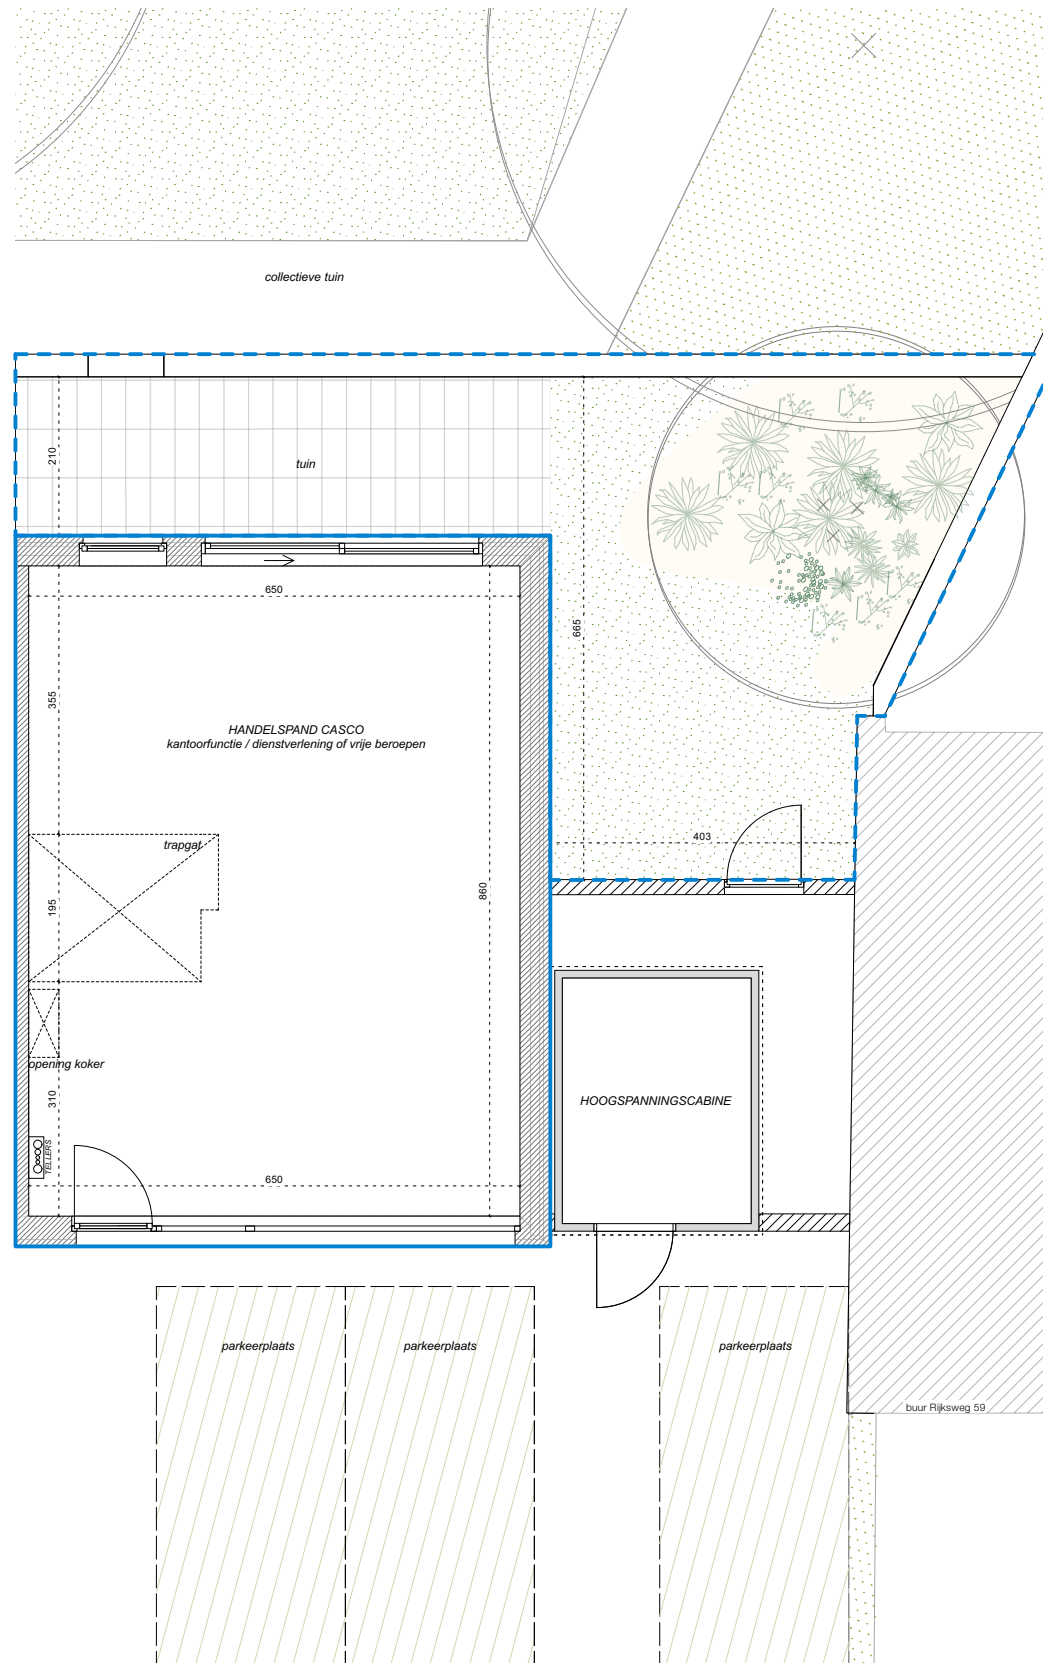 collectieve tuin
210
tuin
650
355
665
HANDELSPAND CASCO
kantoorfunctie / dienstverlening of vrije beroepen
403
trapgat
195
860
opening koker
310
HOOGSPANNINGSCABINE
TELLERS
650
parkeerplaats
parkeerplaats
parkeerplaats
buur Rijksweg 59